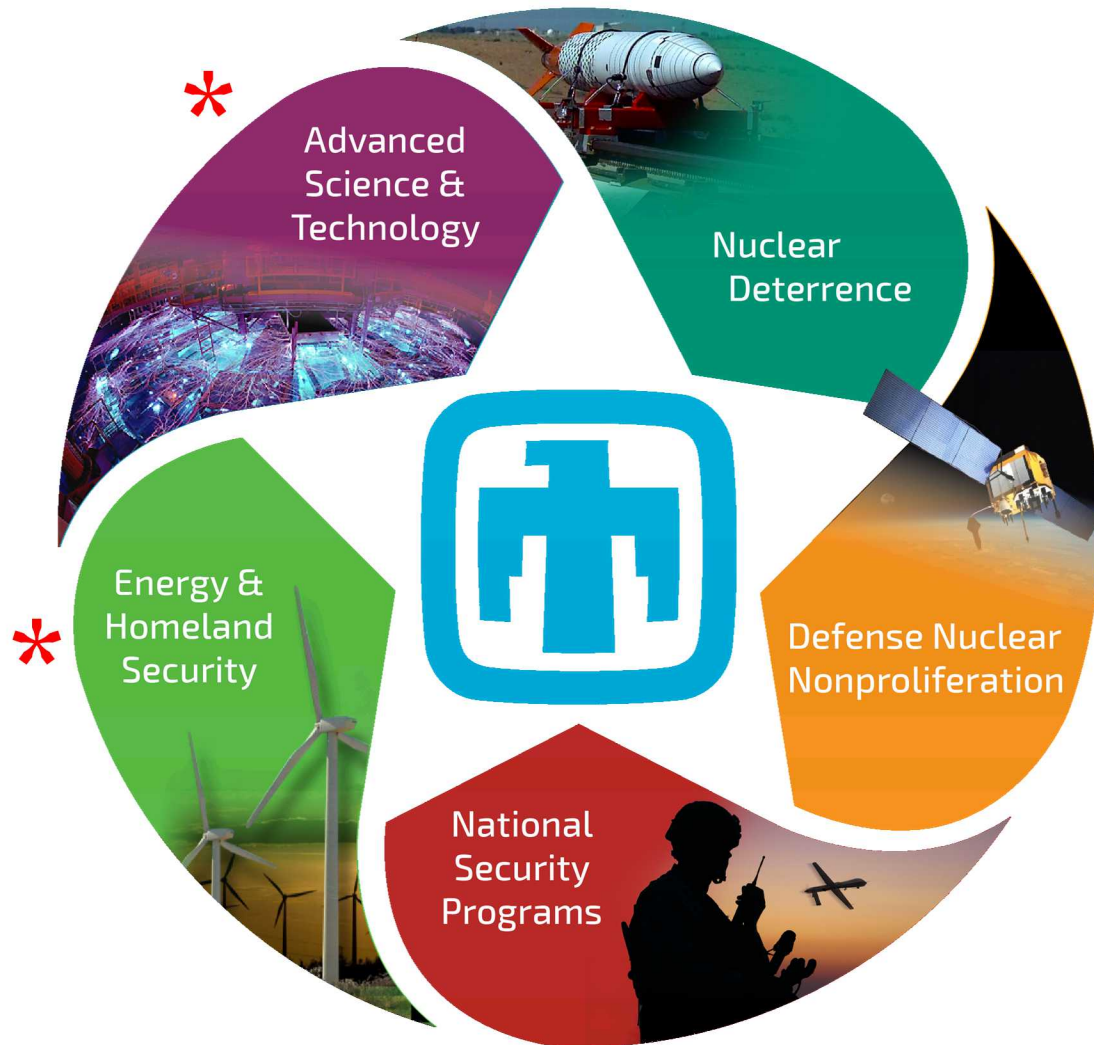 *
Advanced
Science &
Technology
Nuclear
Deterrence
Energy &
Homeland
Security
*
Defense Nuclear
Nonproliferation
National
Security
Programs